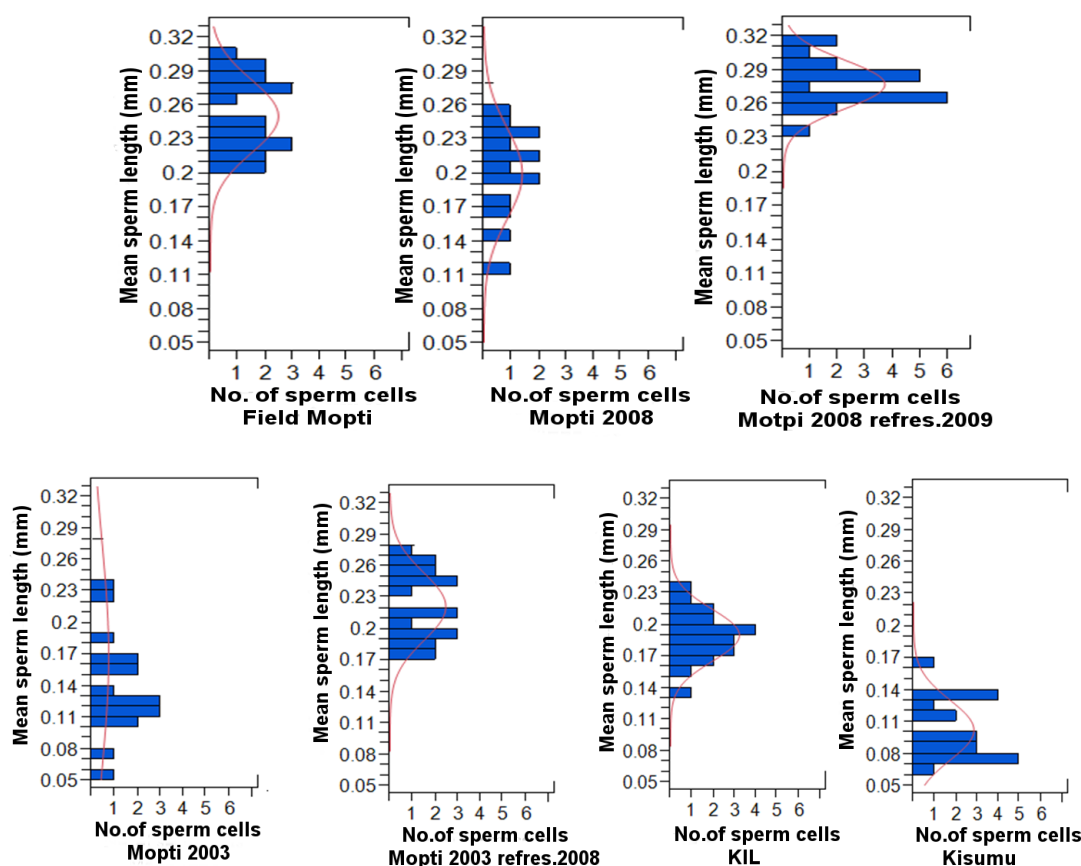 Mean sperm length (mm)
0.32
0.29
0.26
0.23
0.2
0.17
0.14
0.11
0.08
0.05
1 2 3 4 5 6
No. of sperm cells
Field Mopti
Mean sperm length (mm)
0.32
0.29
0.26
0.23
0.2
0.17
0.14
0.11
0.08
0.05
1 2 3 4 5 6
No.of sperm cells
Mopti 2008
Mean sperm length (mm)
0.32
0.29
0.26
0.23
0.2
0.17
0.14
0.11
0.08
0.05
1 2 3 4 5 6
No.of sperm cells
Motpi 2008 refres.2009
Mean sperm length (mm)
0.32
0.29
0.26
0.23
0.2
0.17
0.14
0.11
0.08
0.05
1 2 3 4 5 6
No.of sperm cells
Mopti 2003
Mean sperm length (mm)
0.32
0.29
0.26
0.23
0.2
0.17
0.14
0.11
0.08
0.05
1 2 3 4 5 6
No.of sperm cells
Mopti 2003 refres.2008
Mean sperm length (mm)
0.32
0.29
0.26
0.23
0.2
0.17
0.14
0.11
0.08
0.05
1 2 3 4 5 6
No.of sperm cells
KIL
Mean sperm length (mm)
0.32
0.29
0.26
0.23
0.2
0.17
0.14
0.11
0.08
0.05
1 2 3 4 5 6
No.of sperm cells
Kisumu